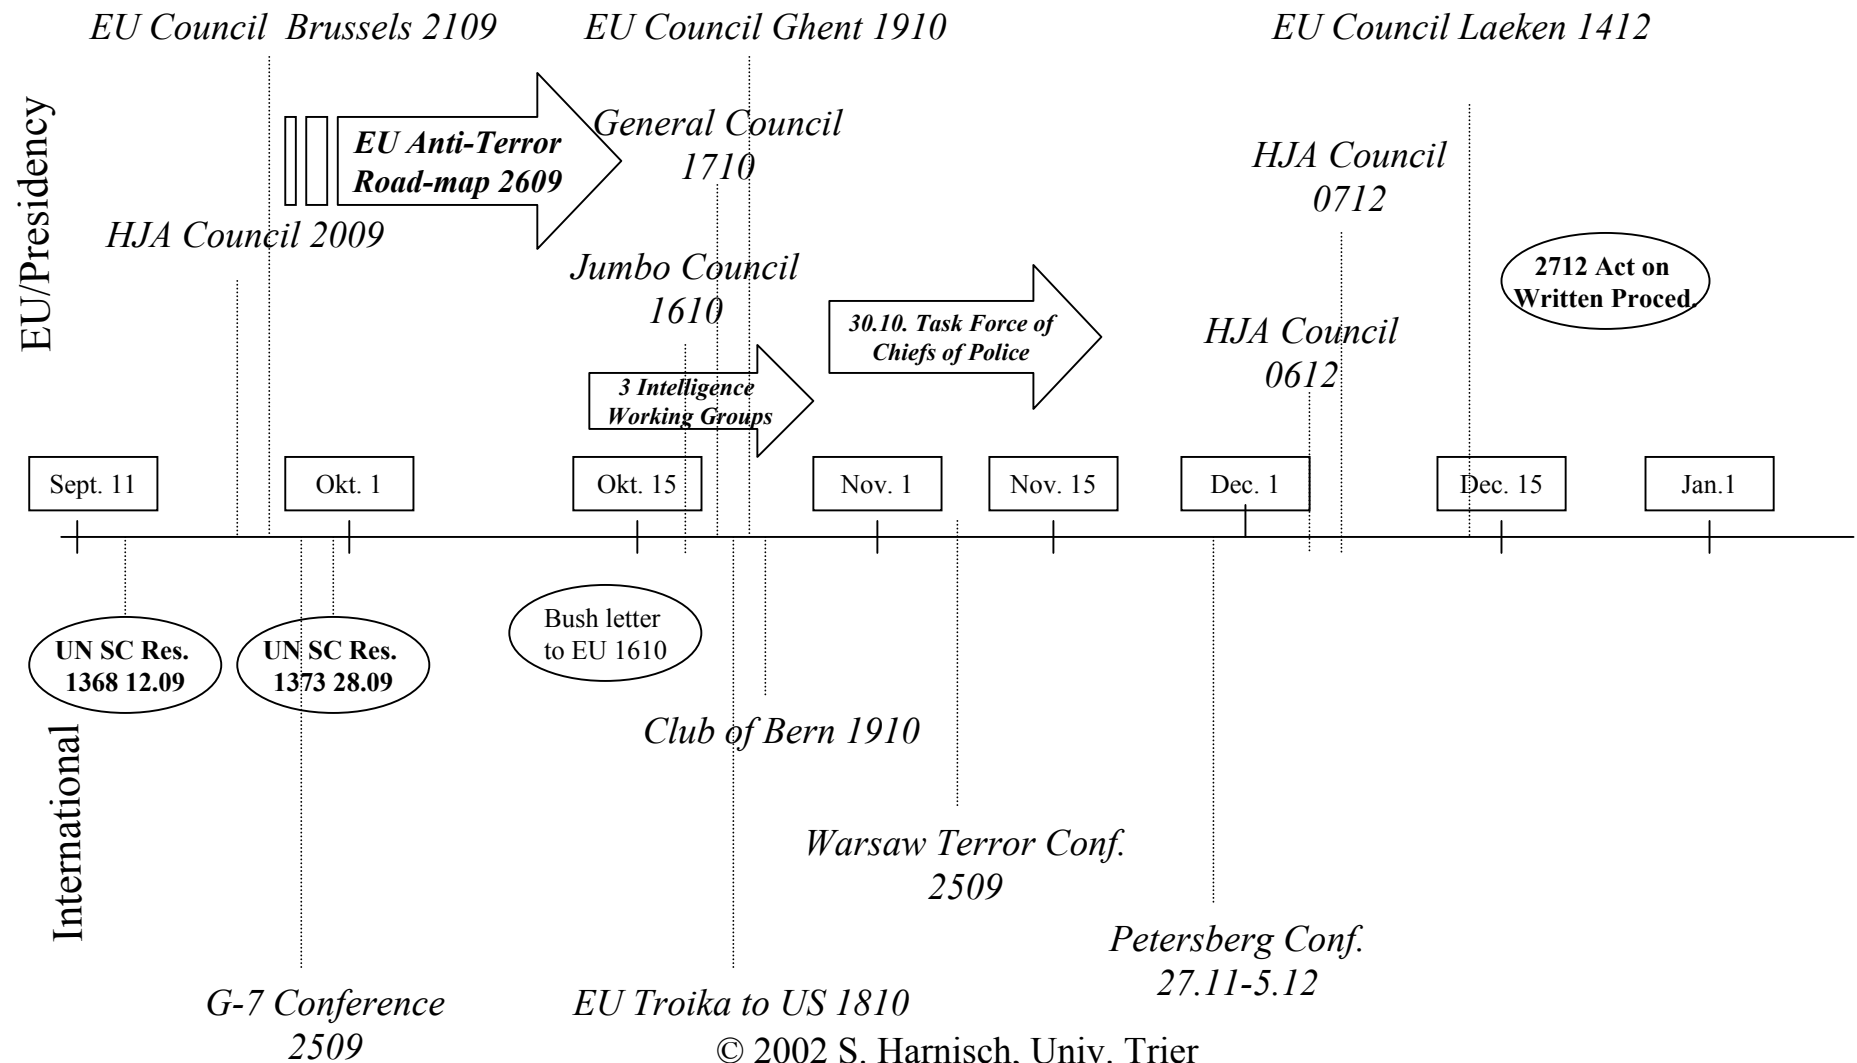 EU Council Brussels 2109
EU Council Ghent 1910
EU Council Laeken 1412
EU/Presidency
EU Anti-Terror
Road-map 2609
General Council
1710
HJA Council
0712
HJA Council 2009
Jumbo Council
1610
2712 Act on
Written Proced.
30.10. Task Force of
Chiefs of Police
HJA Council
0612
3 Intelligence
Working Groups
Sept. 11
Okt. 1
Okt. 15
Nov. 1
Nov. 15
Dec. 1
Dec. 15
Jan.1
International
UN SC Res.
1368 12.09
UN SC Res.
1373 28.09
Bush letter
to EU 1610
Club of Bern 1910
Warsaw Terror Conf.
2509
Petersberg Conf.
27.11-5.12
G-7 Conference
2509
EU Troika to US 1810
© 2002 S. Harnisch, Univ. Trier